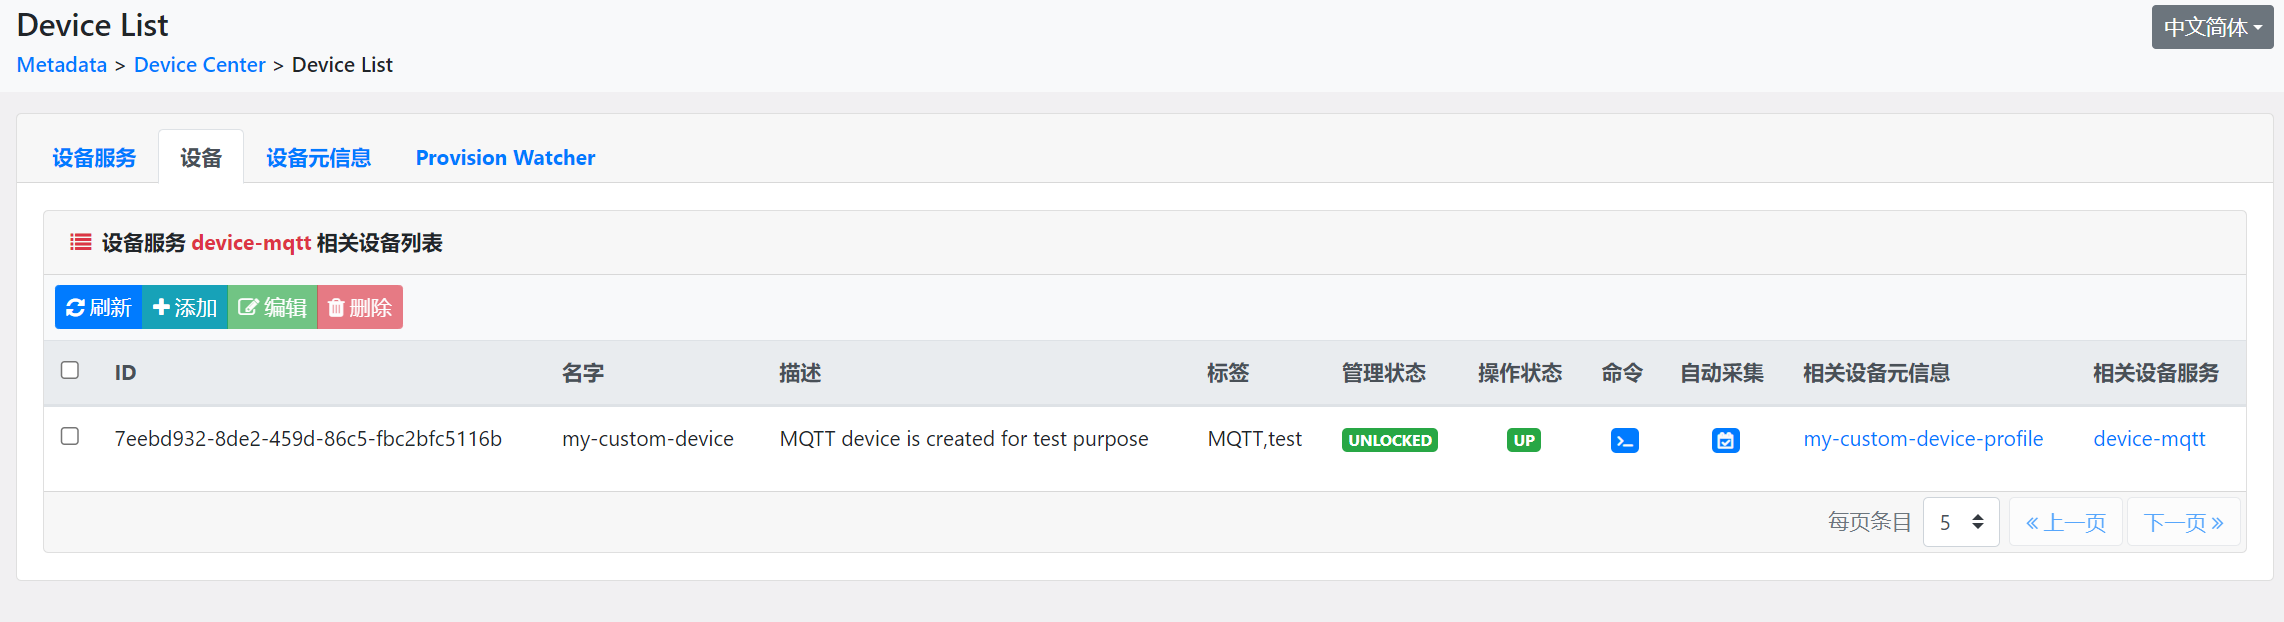 Device List
中文简体
Metadata > Device Center > Device List
设备服务 设备 设备元信息 Provision Watcher
设备服务 device-mqtt 相关设备列表
刷新 添加 编辑 删除
ID 名字 描述 标签 管理状态 操作状态 命令 自动采集 相关设备元信息 相关设备服务
7eebd932-8de2-459d-86c5-fbc2bfc5116b my-custom-device MQTT device is created for test purpose MQTT,test UNLOCKED UP my-custom-device-profile device-mqtt
每页条目 5 « 上一页 下一页 »